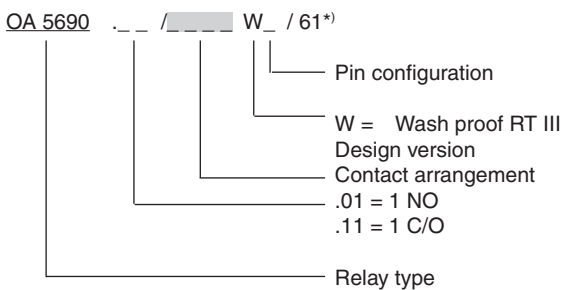 OA 5690 ._ _ /_ _ _ _ W_ / 61*)
Pin configuration
W = Wash proof RT III
Design version
Contact arrangement
.01 = 1 NO
.11 = 1 C/O
Relay type